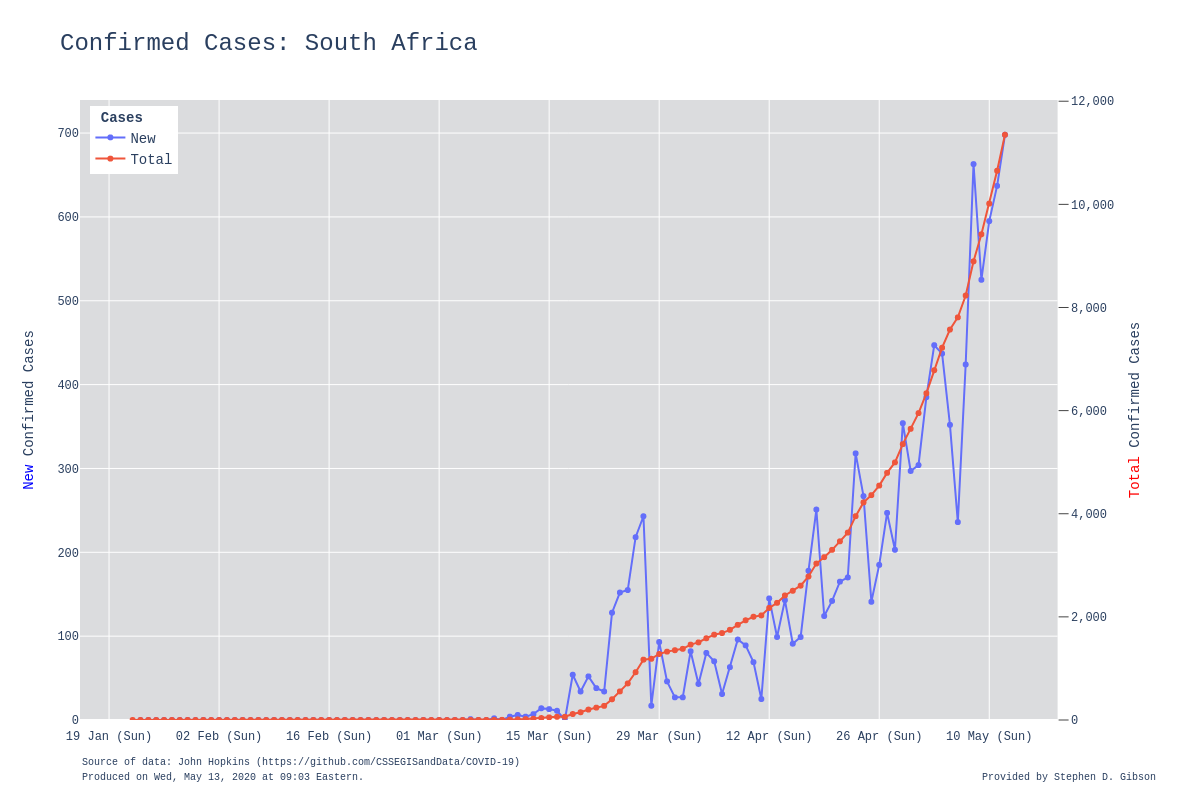 Confirmed Cases: South Africa
Cases
New
Total
700
600
500
400
300
200
100
0
12,000
10,000
8,000
6,000
4,000
2,000
0
New Confirmed Cases
Total Confirmed Cases
19 Jan (Sun) 02 Feb (Sun) 16 Feb (Sun) 01 Mar (Sun) 15 Mar (Sun) 29 Mar (Sun) 12 Apr (Sun) 26 Apr (Sun) 10 May (Sun)
Source of data: John Hopkins (https://github.com/CSSEGISandData/COVID-19)
Produced on Wed, May 13, 2020 at 09:03 Eastern.
Provided by Stephen D. Gibson